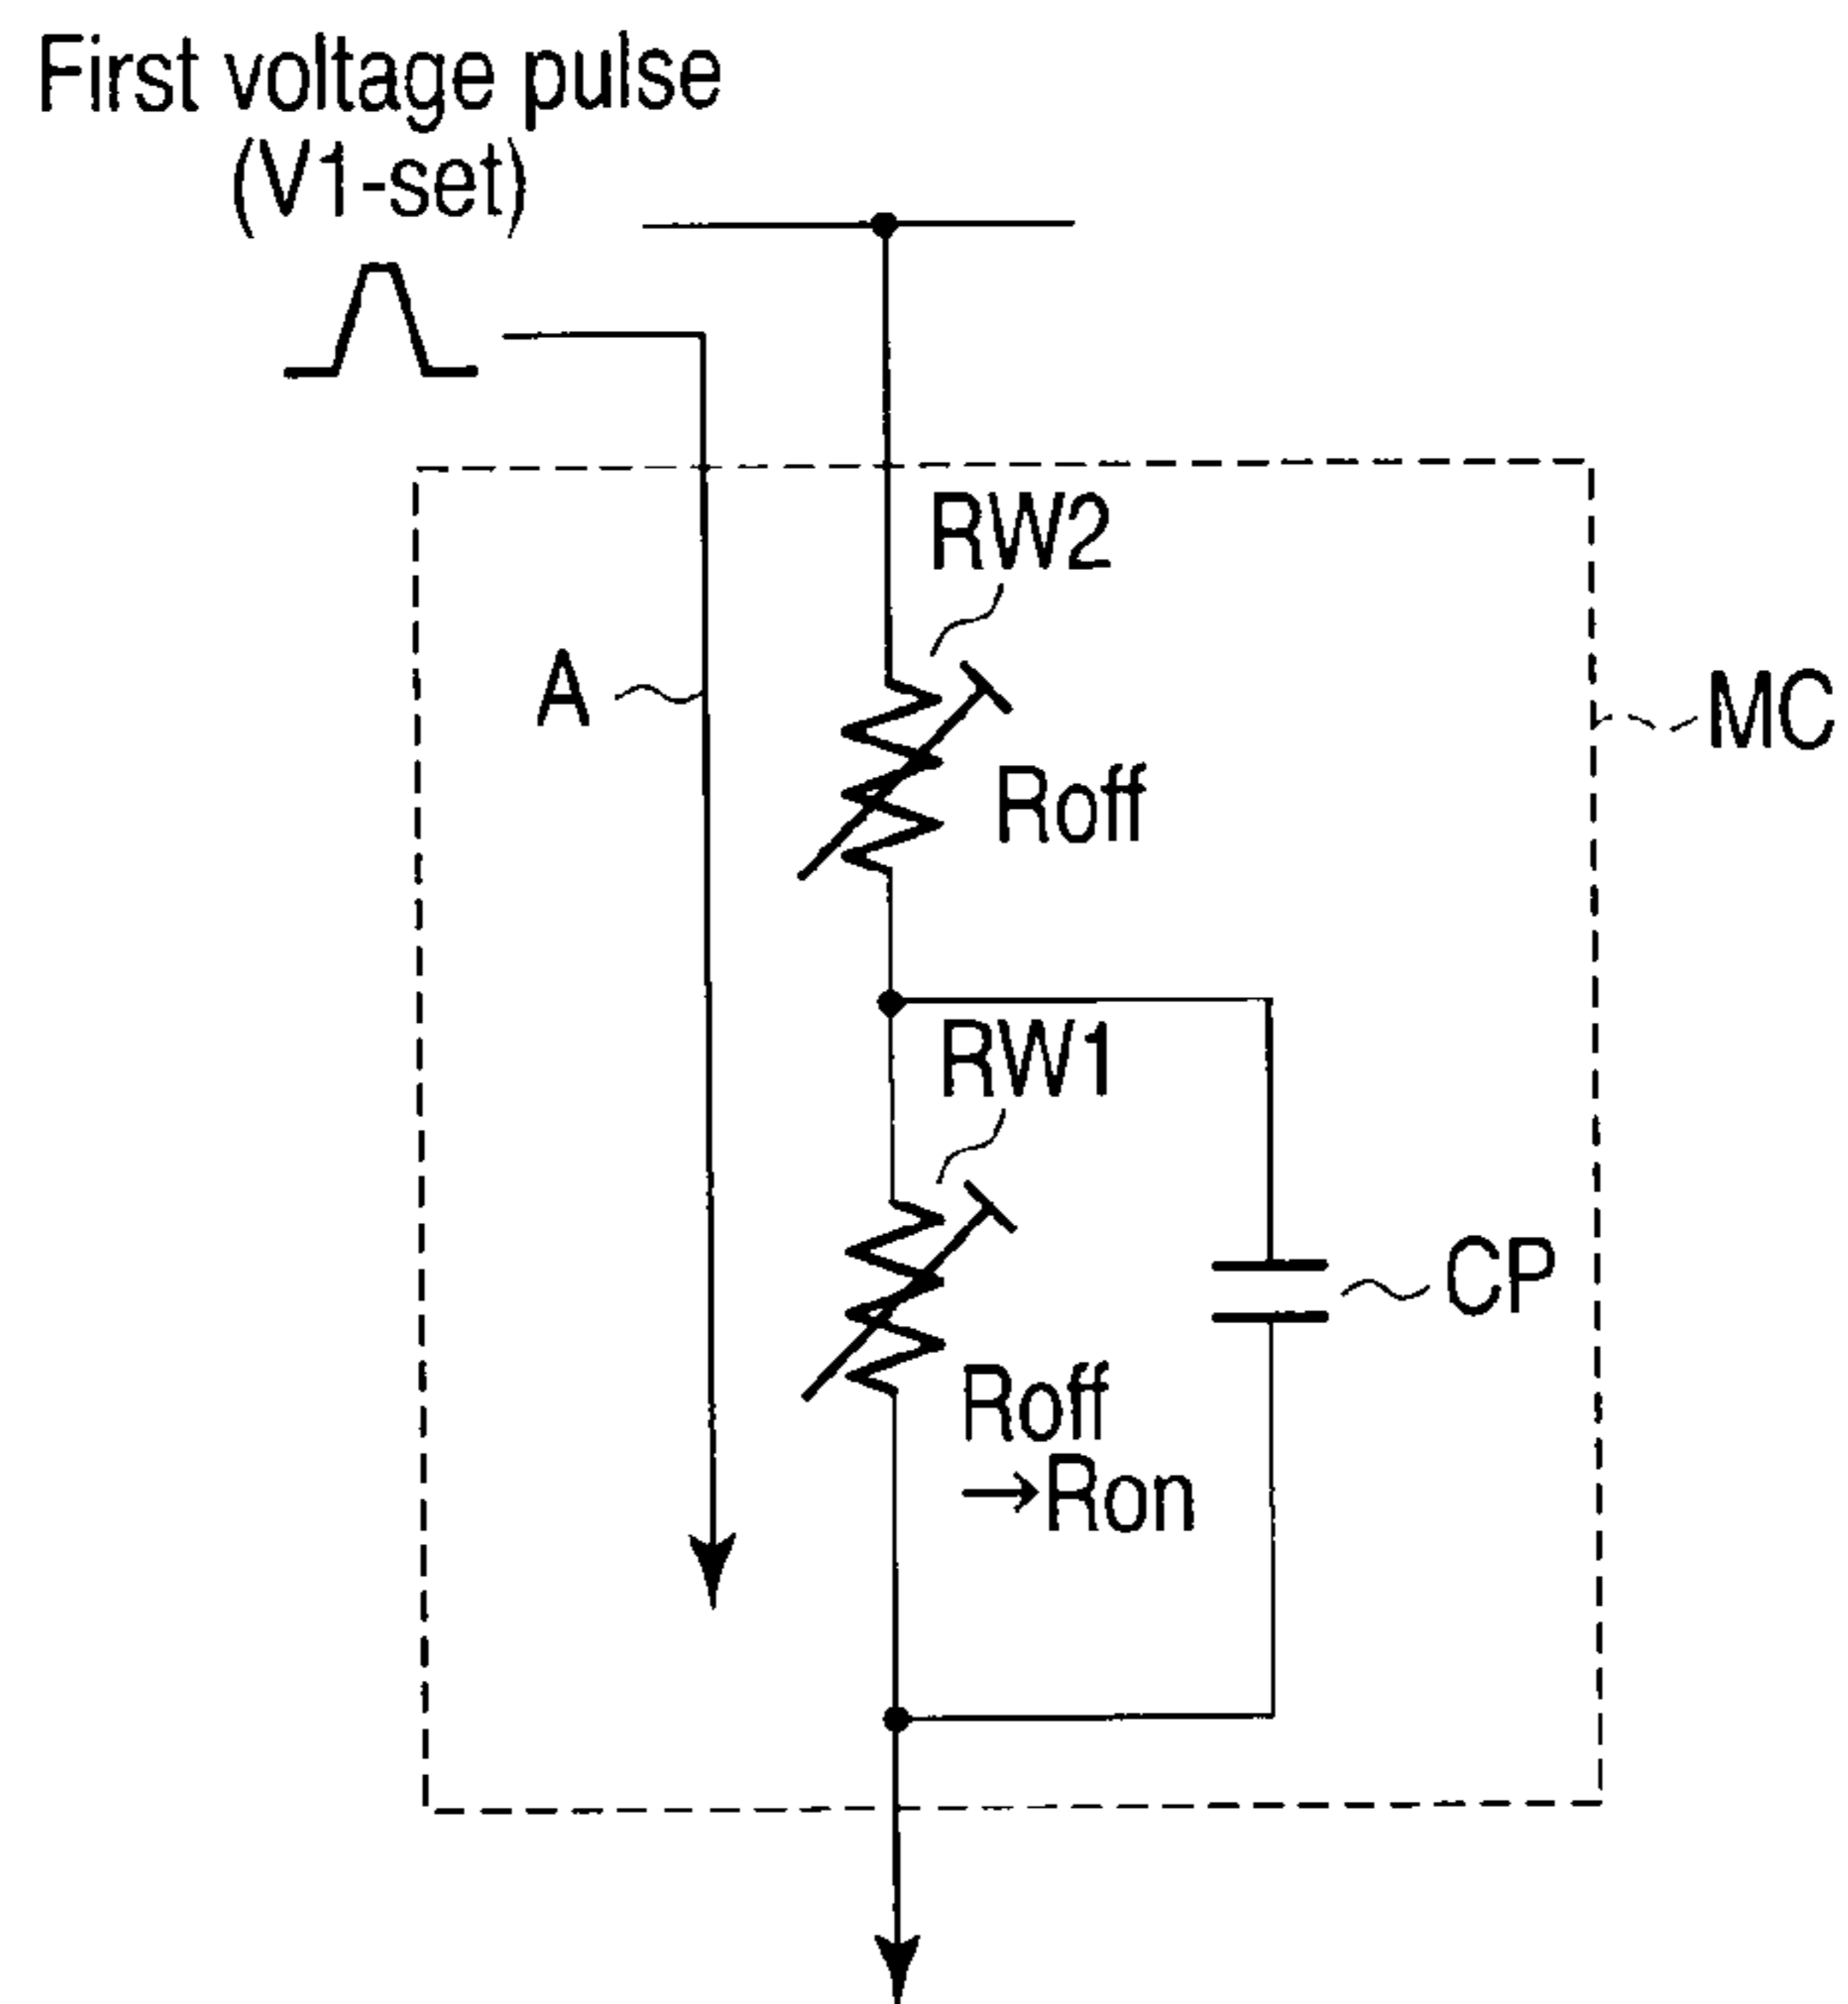 First voltage pulse
(V1-set)
RW2
A
MC
Roff
RW1
CP
Roff
→Ron